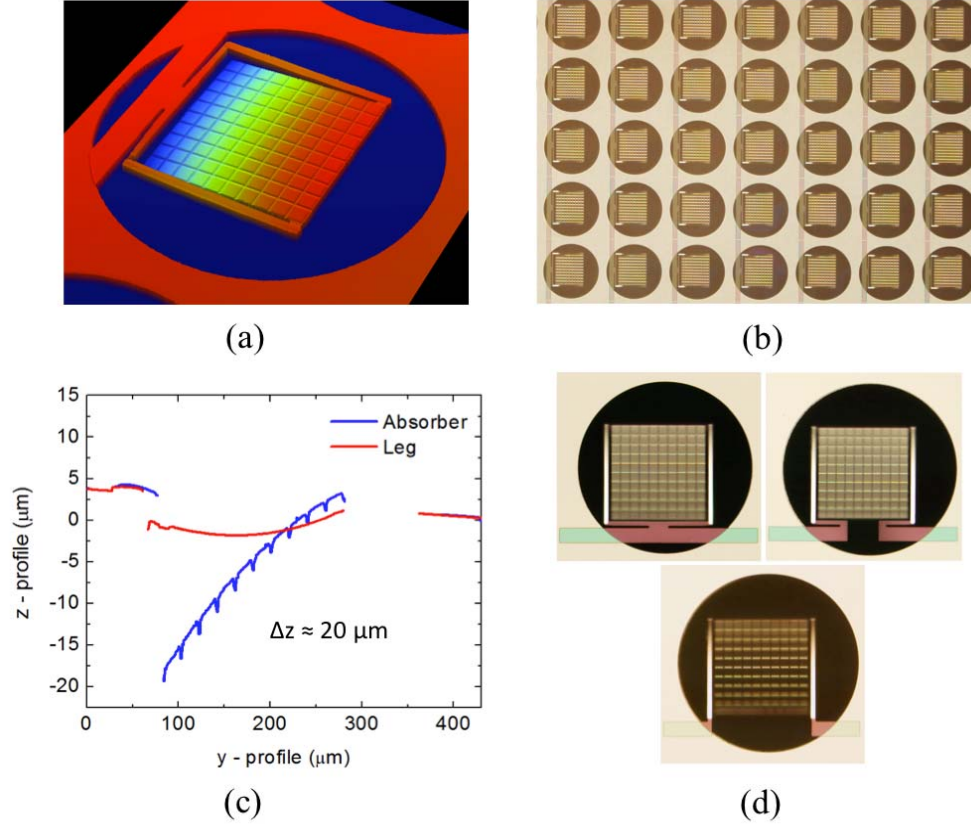 (a)
(b)
15
10
5
0
-5
-10
-15
-20
z - profile (μm)
Absorber
Leg
Δz ≈ 20 μm
0
100
200
300
400
y - profile (μm)
(c)
(d)